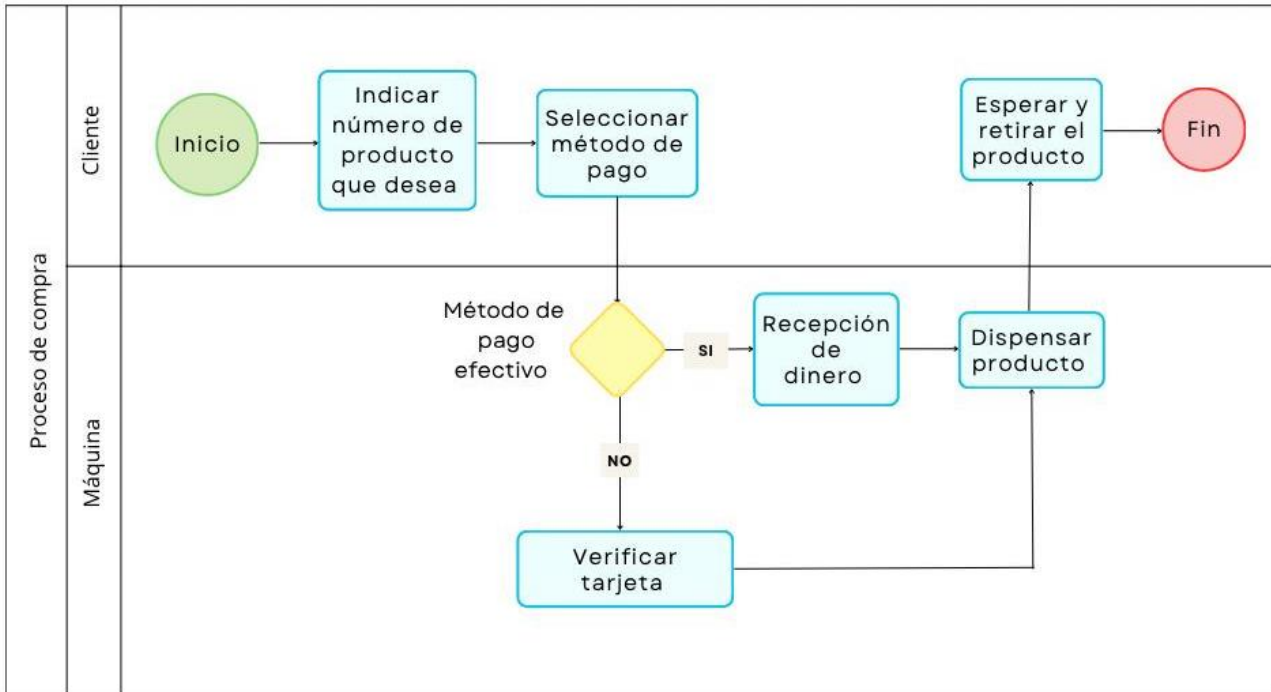 Proceso de compra
Cliente
Inicio
Indicar
número de
producto
que desea
Seleccionar
método de
pago
Esperar y
retirar el
producto
Fin
Máquina
Método de
pago
efectivo
SI
Recepción
de
dinero
Dispensar
producto
NO
Verificar
tarjeta